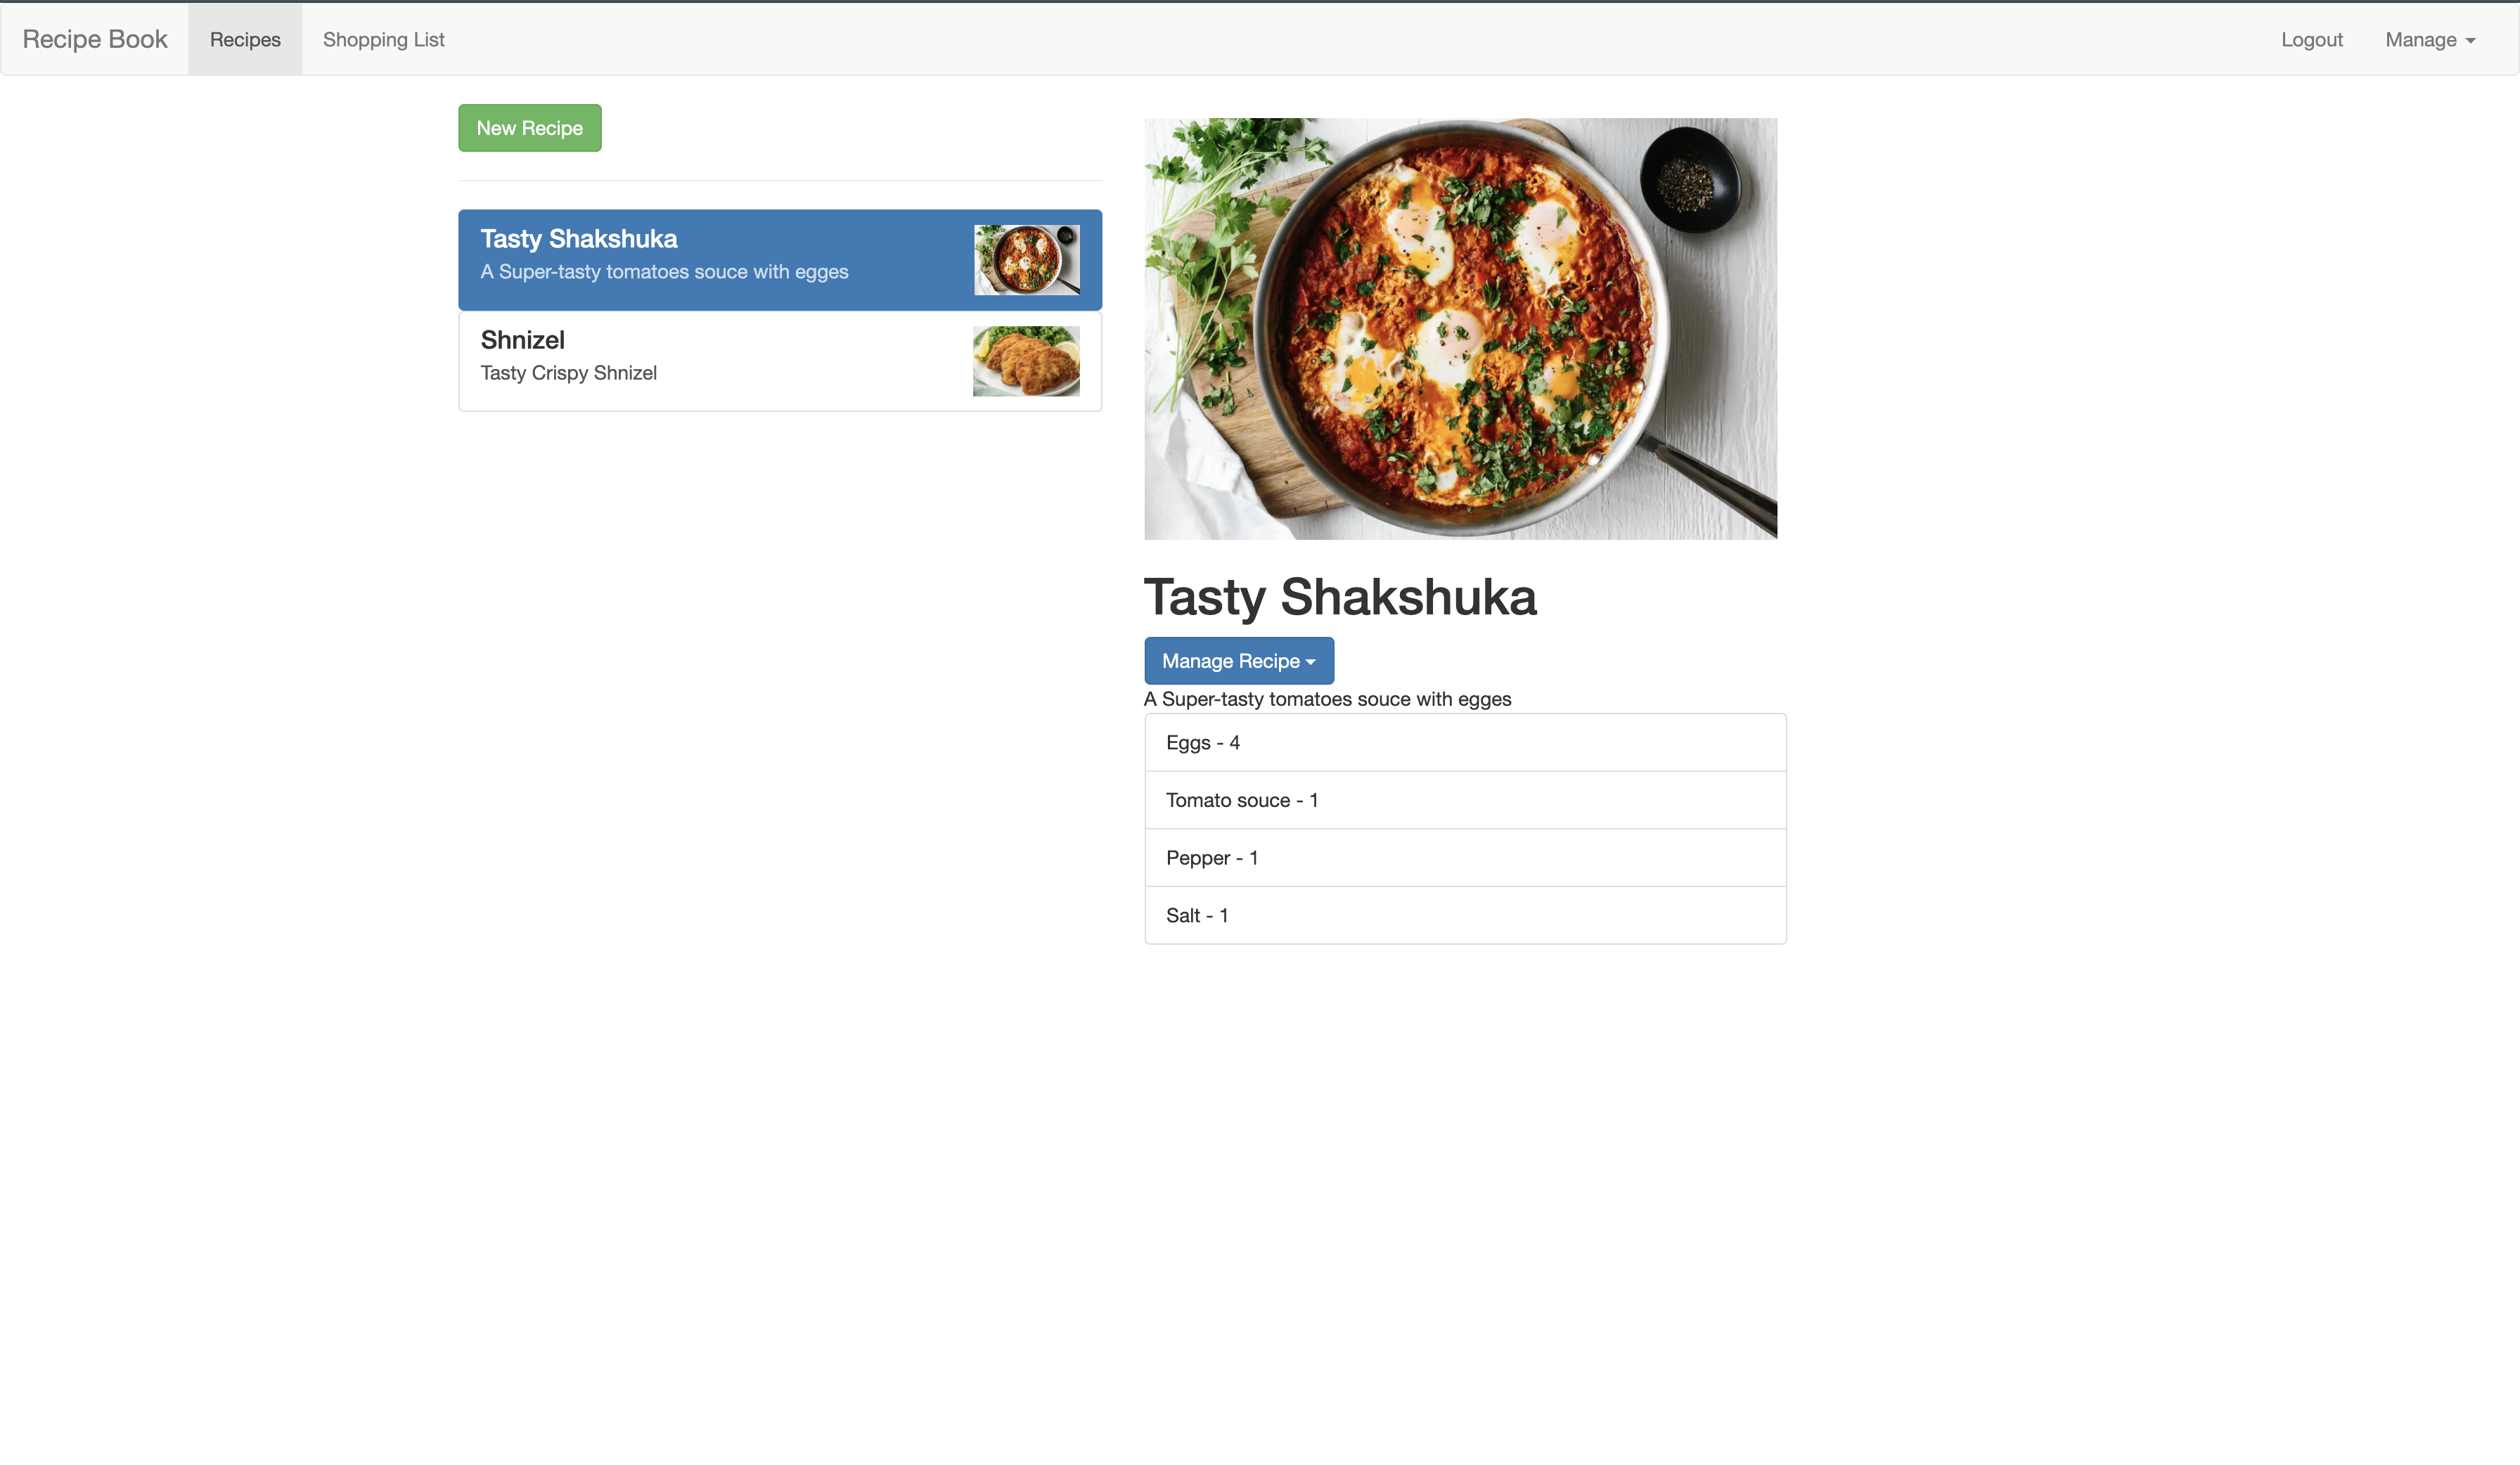 Recipe Book
Recipes
Shopping List
Logout
Manage
New Recipe
Tasty Shakshuka
A Super-tasty tomatoes souce with egges
Shnizel
Tasty Crispy Shnizel
Tasty Shakshuka
Manage Recipe
A Super-tasty tomatoes souce with egges
Eggs - 4
Tomato souce - 1
Pepper - 1
Salt - 1